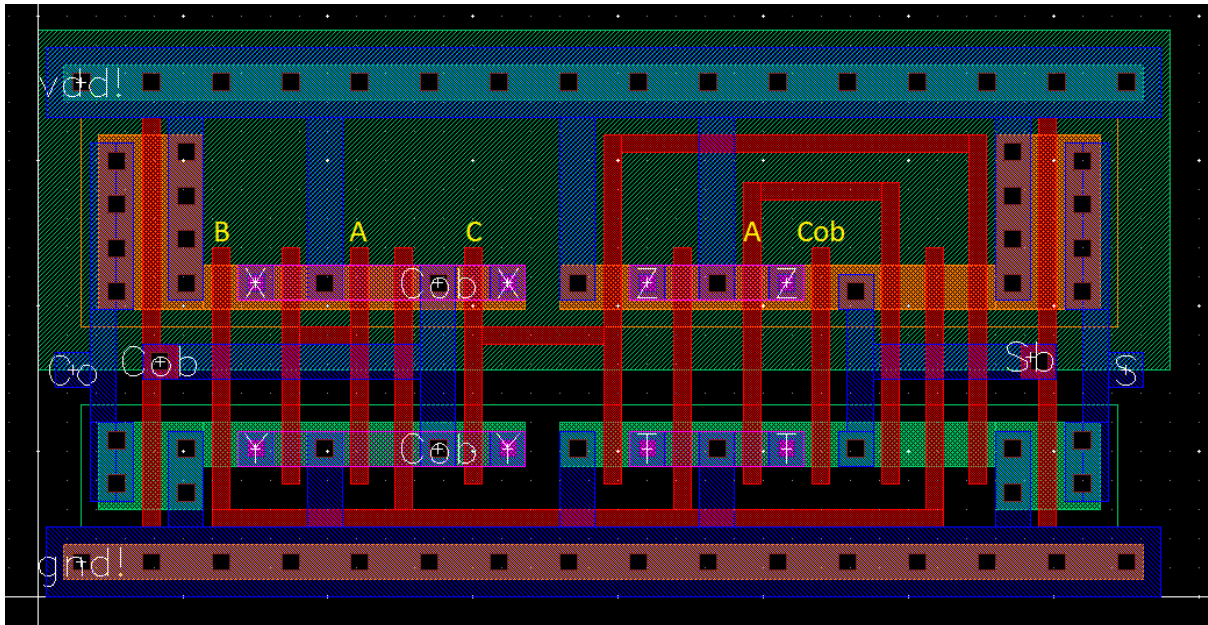 vdd!
B A C A Cob
X Cob X Z Z
Co Cob Sb S
Y Cob Y T T
gnd!